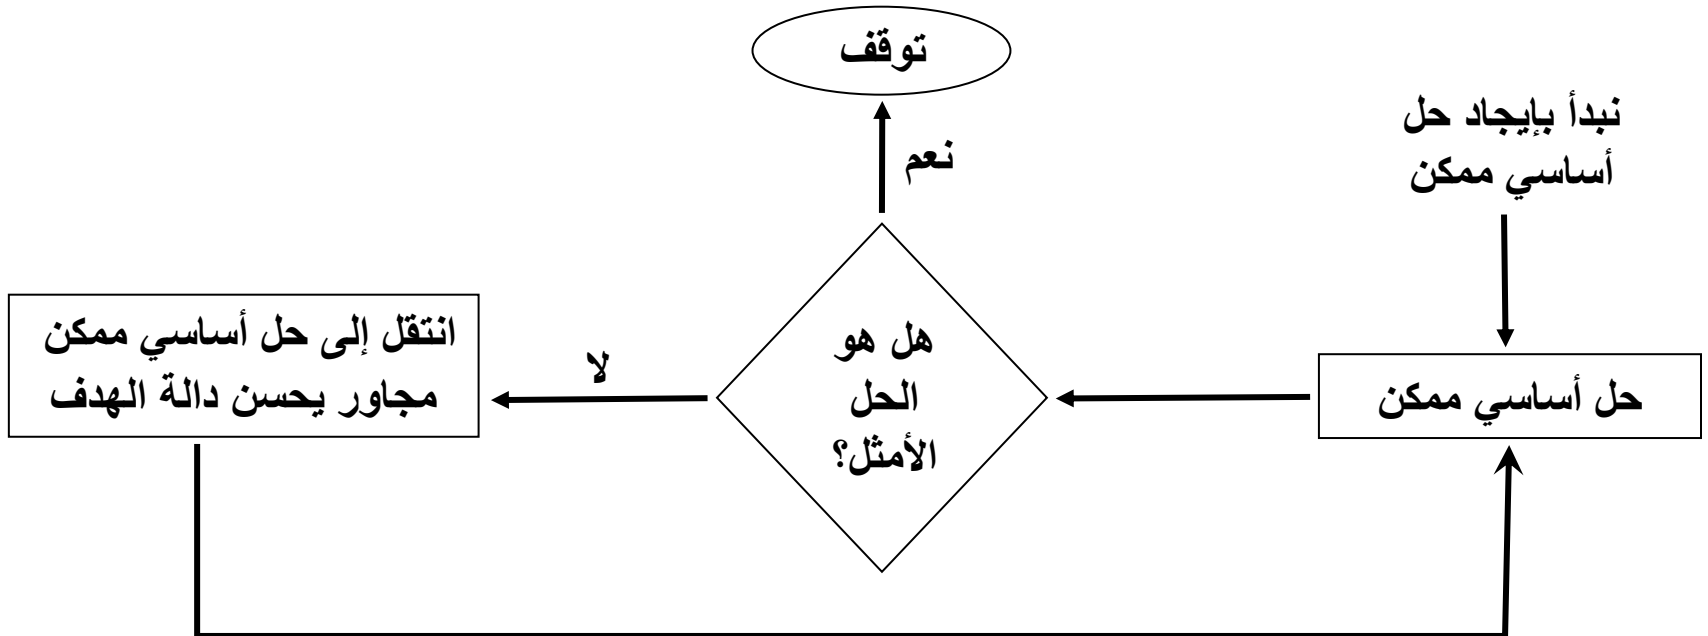 توقف
نبدأ بإيجاد حل
أساسي ممكن
نعم
حل أساسي ممكن
هل هو
الحل
الأمثل؟
لا
انتقل إلى حل أساسي ممكن
مجاور يحسن دالة الهدف